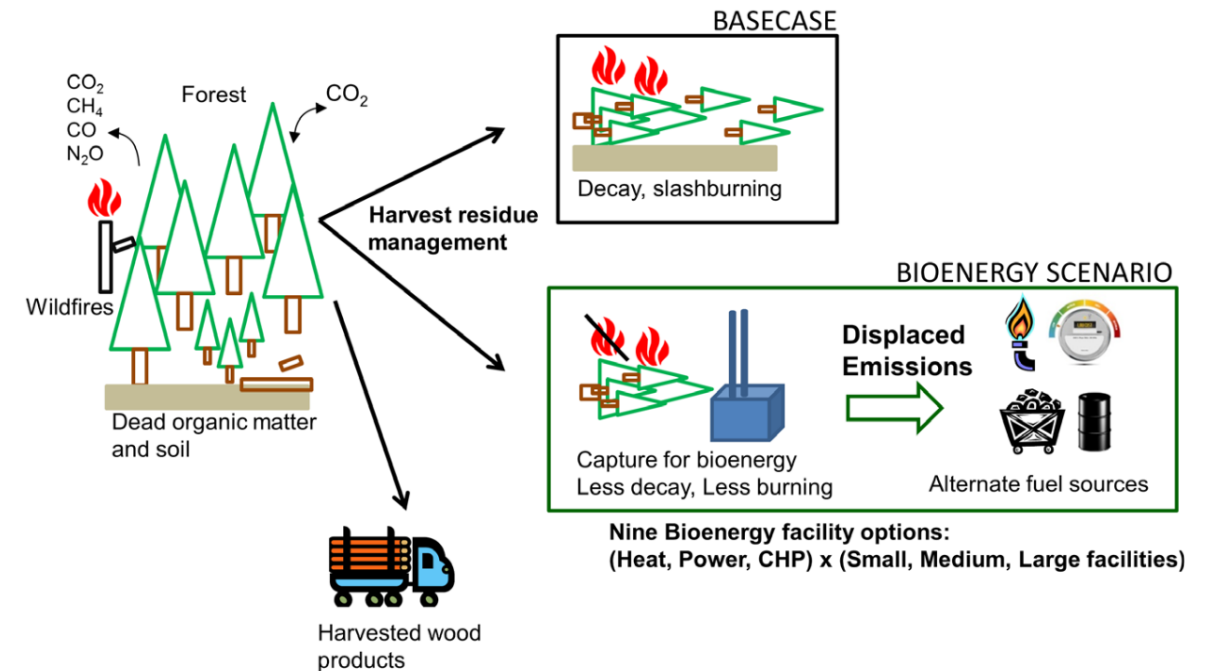 BASECASE
CO₂
CH₄
CO
N₂O
Forest
CO₂
Decay, slashburning
Harvest residue
management
BIOENERGY SCENARIO
Wildfires
Displaced
Emissions
Dead organic matter
and soil
Capture for bioenergy
Less decay, Less burning
Alternate fuel sources
Nine Bioenergy facility options:
(Heat, Power, CHP) x (Small, Medium, Large facilities)
Harvested wood
products